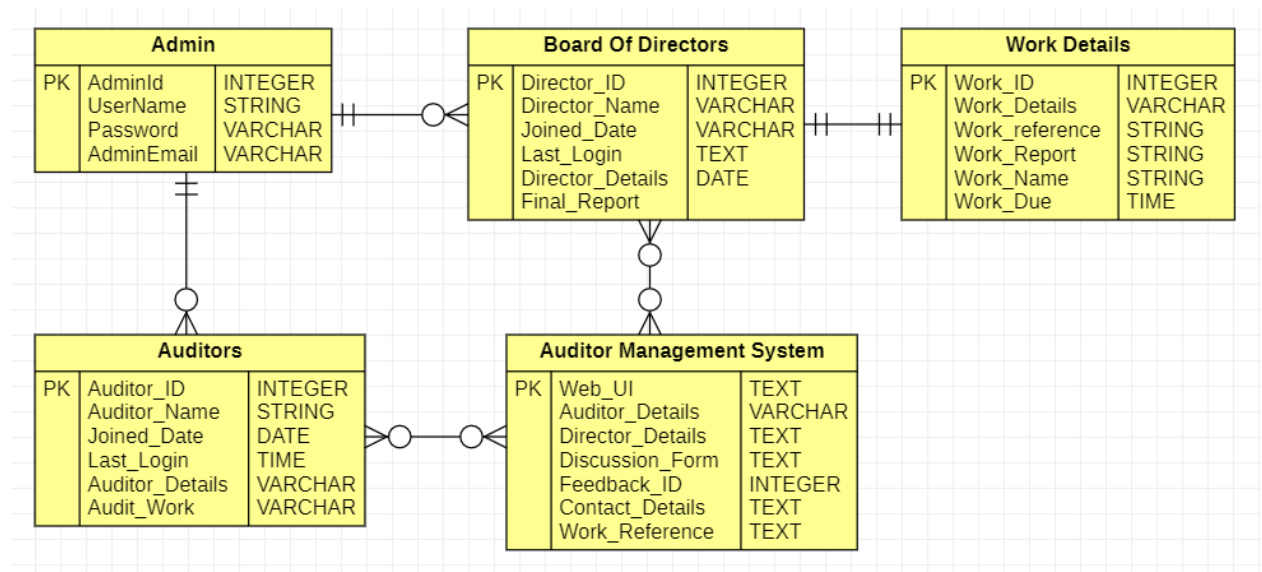 Admin
PK AdminId INTEGER
UserName STRING
Password VARCHAR
AdminEmail VARCHAR
Board Of Directors
PK Director_ID INTEGER
Director_Name VARCHAR
Joined_Date VARCHAR
Last_Login TEXT
Director_Details DATE
Final_Report
Work Details
PK Work_ID INTEGER
Work_Details VARCHAR
Work_reference STRING
Work_Report STRING
Work_Name STRING
Work_Due TIME
Auditors
PK Auditor_ID INTEGER
Auditor_Name STRING
Joined_Date DATE
Last_Login TIME
Auditor_Details VARCHAR
Audit_Work VARCHAR
Auditor Management System
PK Web_UI TEXT
Auditor_Details VARCHAR
Director_Details TEXT
Discussion_Form TEXT
Feedback_ID INTEGER
Contact_Details TEXT
Work_Reference TEXT